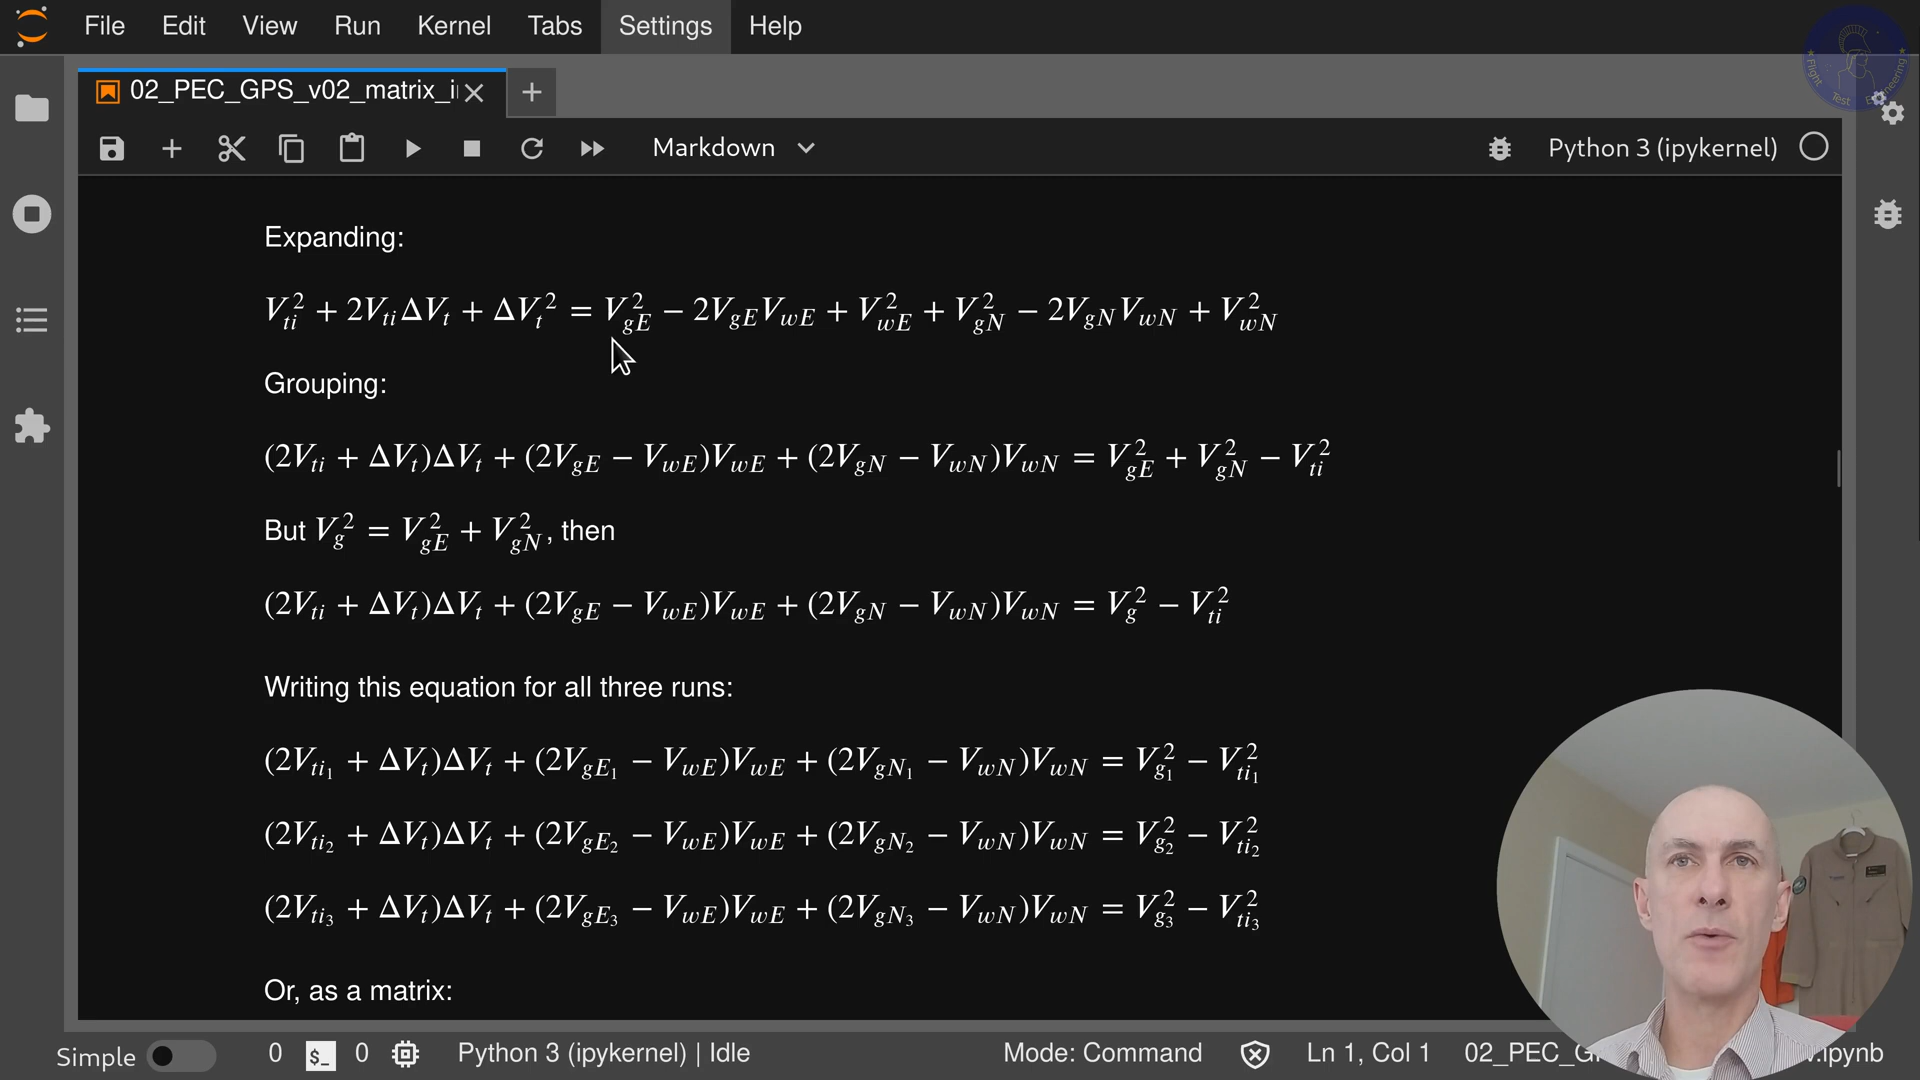 File Edit View Run Kernel Tabs Settings Help
02_PEC_GPS_v02_matrix_i
Markdown
Python 3 (ipykernel)
Flight Test Engineering
Expanding:
V_{ti}^2 + 2V_{ti}ΔV_t + ΔV_t^2 = V_{gE}^2 − 2V_{gE}V_{wE} + V_{wE}^2 + V_{gN}^2 − 2V_{gN}V_{wN} + V_{wN}^2
Grouping:
(2V_{ti} + ΔV_t)ΔV_t + (2V_{gE} − V_{wE})V_{wE} + (2V_{gN} − V_{wN})V_{wN} = V_{gE}^2 + V_{gN}^2 − V_{ti}^2
But V_g^2 = V_{gE}^2 + V_{gN}^2, then
(2V_{ti} + ΔV_t)ΔV_t + (2V_{gE} − V_{wE})V_{wE} + (2V_{gN} − V_{wN})V_{wN} = V_g^2 − V_{ti}^2
Writing this equation for all three runs:
(2V_{ti_1} + ΔV_t)ΔV_t + (2V_{gE_1} − V_{wE})V_{wE} + (2V_{gN_1} − V_{wN})V_{wN} = V_{g_1}^2 − V_{ti_1}^2
(2V_{ti_2} + ΔV_t)ΔV_t + (2V_{gE_2} − V_{wE})V_{wE} + (2V_{gN_2} − V_{wN})V_{wN} = V_{g_2}^2 − V_{ti_2}^2
(2V_{ti_3} + ΔV_t)ΔV_t + (2V_{gE_3} − V_{wE})V_{wE} + (2V_{gN_3} − V_{wN})V_{wN} = V_{g_3}^2 − V_{ti_3}^2
Or, as a matrix:
Simple 0 $_ 0 Python 3 (ipykernel) | Idle Mode: Command Ln 1, Col 1 02_PEC_G .ipynb